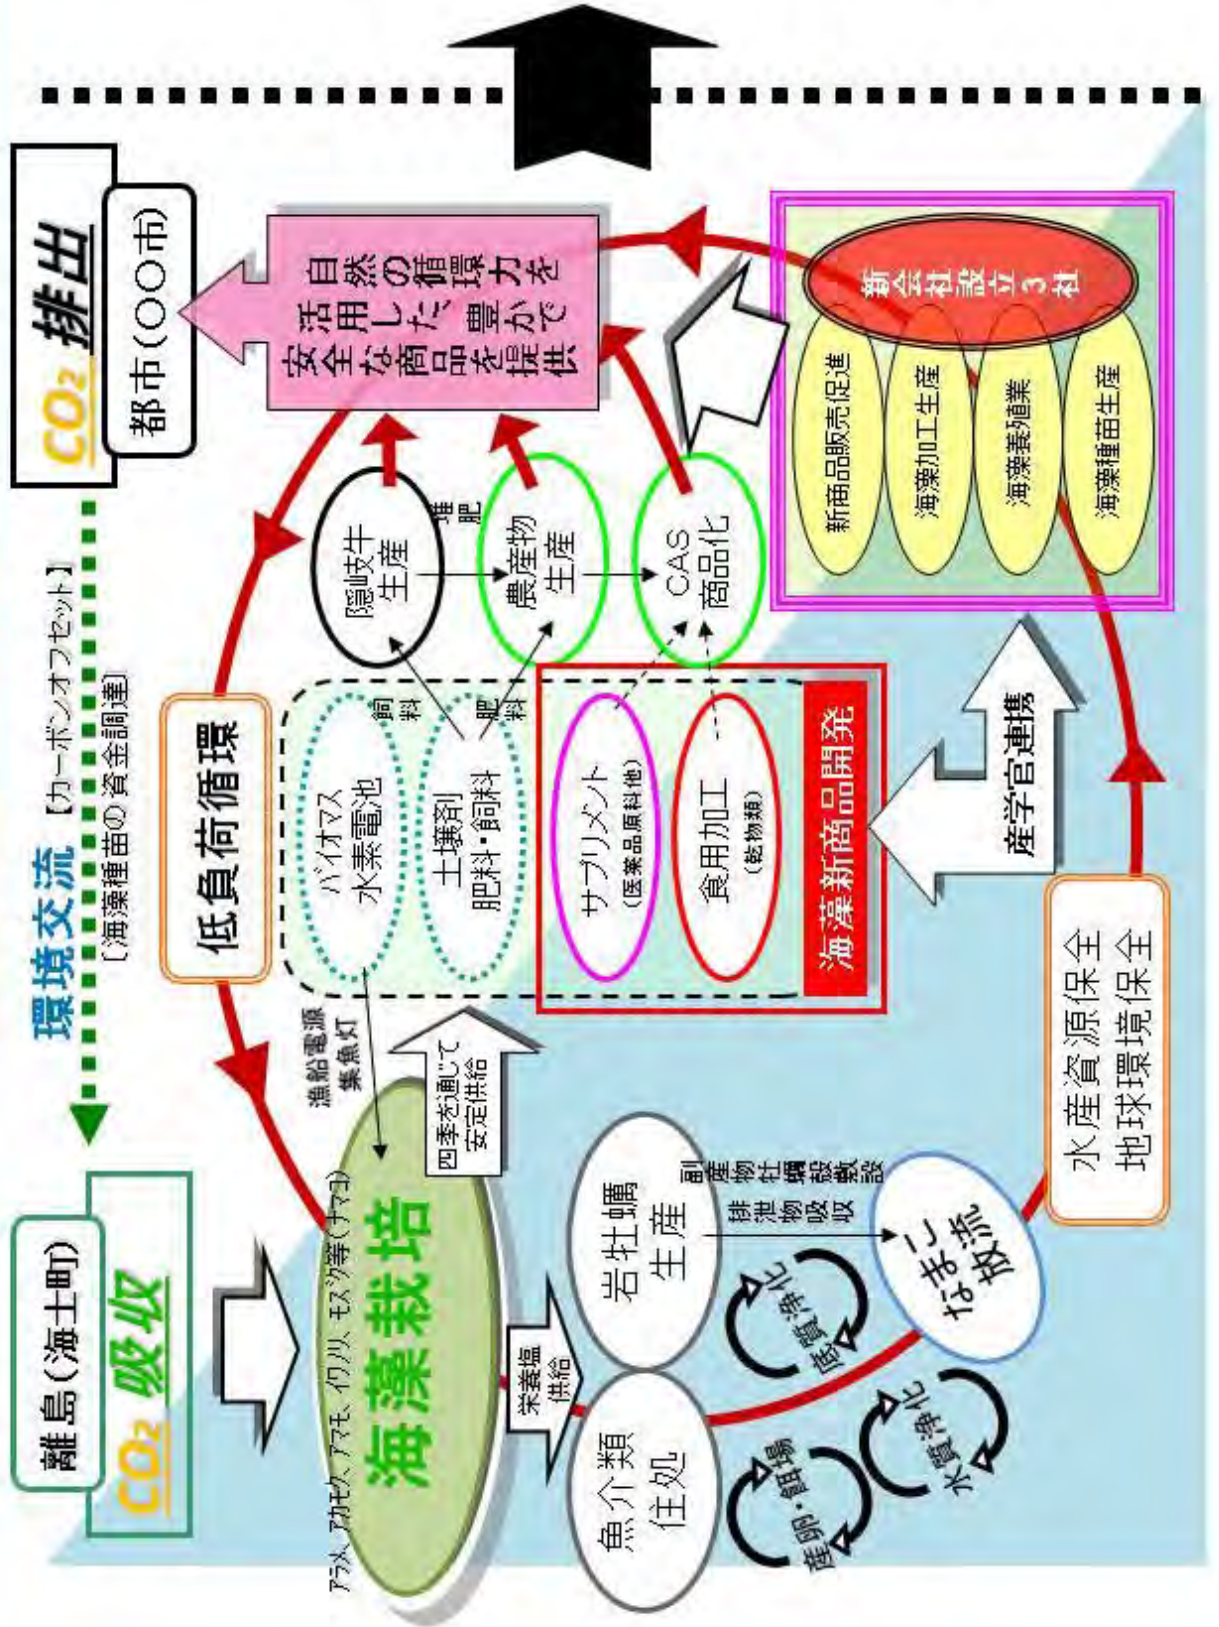 離島(海士町)
CO₂ 吸収
環境交流
【カーボンオフセット】
〔海藻種苗の資金調達〕
CO₂ 排出
都市(〇〇〇市)
低負荷循環
アラメ、アカモク、アマモ、イワノリ、モズク等(ナマコ)
海藻栽培
漁船電源
集魚灯
四季を通じて
安定供給
バイオマス
水素電池
土壌剤
肥料・飼料
飼料
肥料
サプリメント
(医薬品原料他)
食用加工
(乾物類)
海藻新商品開発
隠岐牛
生産
堆肥
農産物
生産
CAS
商品化
自然の循環力を
活用した、豊かで
安全な商品を提供
栄養塩
供給
魚介類
住処
岩牡蠣
生産
副産物牡蠣殻敷設
排泄物吸収
なまこ
放流
産卵・餌場
底質浄化
水質浄化
水産資源保全
地球環境保全
産学官連携
新商品販売促進
海藻加工生産
海藻養殖業
海藻種苗生産
新会社設立3社